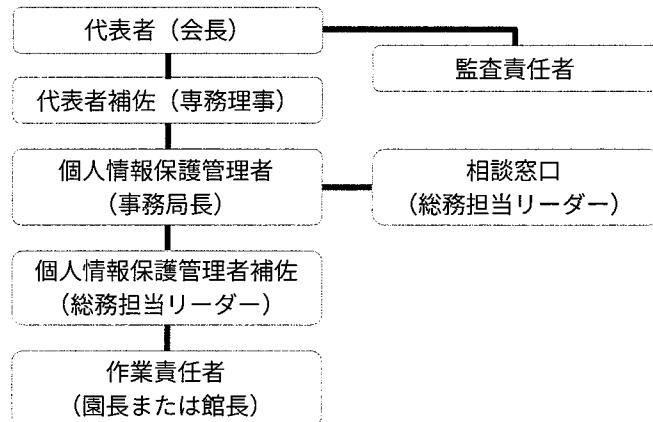 代表者（会長）
監査責任者
代表者補佐（専務理事）
個人情報保護管理者
（事務局長）
相談窓口
（総務担当リーダー）
個人情報保護管理者補佐
（総務担当リーダー）
作業責任者
（園長または館長）